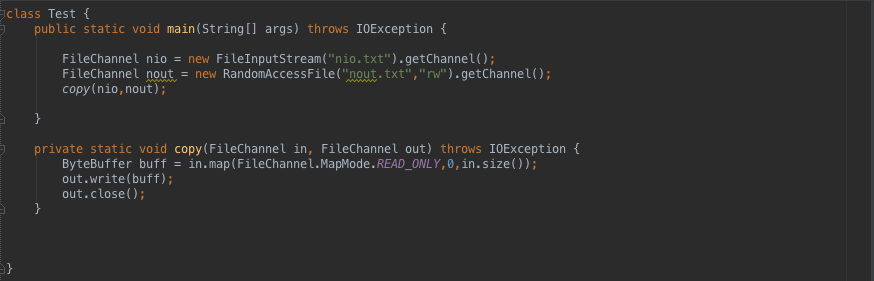 class Test {
public static void main(String[] args) throws IOException {
FileChannel nio = new FileInputStream("nio.txt").getChannel();
FileChannel nout = new RandomAccessFile("nout.txt","rw").getChannel();
copy(nio,nout);
}
private static void copy(FileChannel in, FileChannel out) throws IOException {
ByteBuffer buff = in.map(FileChannel.MapMode.READ_ONLY,0,in.size());
out.write(buff);
out.close();
}
}